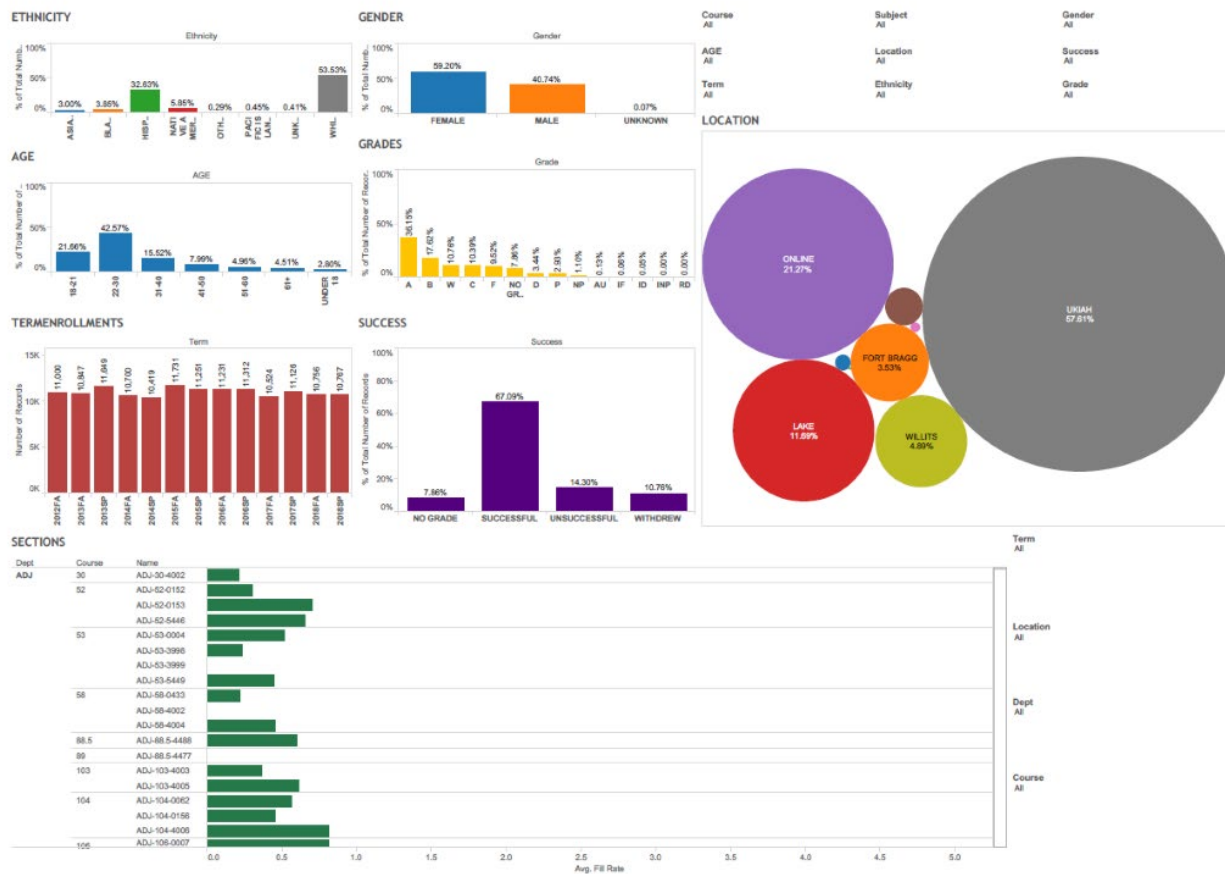 ETHNICITY
Ethnicity
% of Total Numb..
100%
50%
0%
3.00%
3.85%
32.63%
5.85%
0.29%
0.45%
0.41%
53.53%
ASIA..
BLA..
HISP..
NATI
VE A
MER..
OTH..
PACI
FIC IS
LAN..
UNK..
WHI..
GENDER
Gender
% of Total Numb..
100%
50%
0%
59.20%
40.74%
0.07%
FEMALE
MALE
UNKNOWN
Course
All
Subject
All
Gender
All
AGE
All
Location
All
Success
All
Term
All
Ethnicity
All
Grade
All
AGE
AGE
% of Total Number of ..
100%
50%
0%
21.66%
42.57%
15.52%
7.99%
4.96%
4.51%
2.80%
18-21
22-30
31-40
41-50
51-60
61+
UNDER
18
GRADES
Grade
% of Total Number of Recor..
100%
50%
0%
36.15%
17.62%
10.76%
10.39%
9.52%
7.86%
3.44%
2.93%
1.10%
0.13%
0.06%
0.05%
0.00%
0.00%
A
B
W
C
F
NO
GR..
D
P
NP
AU
IF
ID
INP
RD
LOCATION
ONLINE
21.27%
UKIAH
57.61%
FORT BRAGG
3.53%
LAKE
11.69%
WILLITS
4.89%
TERMENROLLMENTS
Term
Number of Records
15K
10K
5K
0K
11,000
10,847
11,649
10,700
10,419
11,731
11,251
11,231
11,312
10,524
11,126
10,756
10,767
2012FA
2013FA
2013SP
2014FA
2014SP
2015FA
2015SP
2016FA
2016SP
2017FA
2017SP
2018FA
2018SP
SUCCESS
Success
% of Total Number of Records
100%
80%
60%
40%
20%
0%
7.86%
67.09%
14.30%
10.76%
NO GRADE
SUCCESSFUL
UNSUCCESSFUL
WITHDREW
SECTIONS
Dept Course Name
ADJ 30 ADJ-30-4002
52 ADJ-52-0152
ADJ-52-0153
ADJ-52-5446
53 ADJ-53-0004
ADJ-53-3998
ADJ-53-3999
ADJ-53-5449
58 ADJ-58-0433
ADJ-58-4002
ADJ-58-4004
88.5 ADJ-88.5-4488
89 ADJ-88.5-4477
103 ADJ-103-4003
ADJ-103-4005
104 ADJ-104-0062
ADJ-104-0156
ADJ-104-4006
106 ADJ-106-0007
0.0 0.5 1.0 1.5 2.0 2.5 3.0 3.5 4.0 4.5 5.0
Avg. Fill Rate
Term
All
Location
All
Dept
All
Course
All